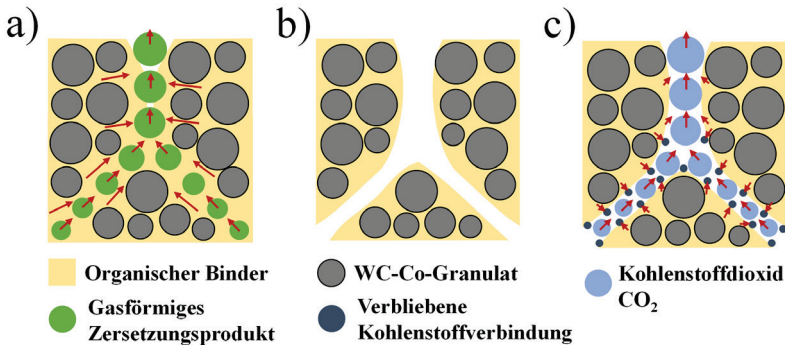 a)
b)
c)
Organischer Binder
WC-Co-Granulat
Kohlenstoffdioxid
CO₂
Gasförmiges
Zersetzungsprodukt
Verbliebene
Kohlenstoffverbindung